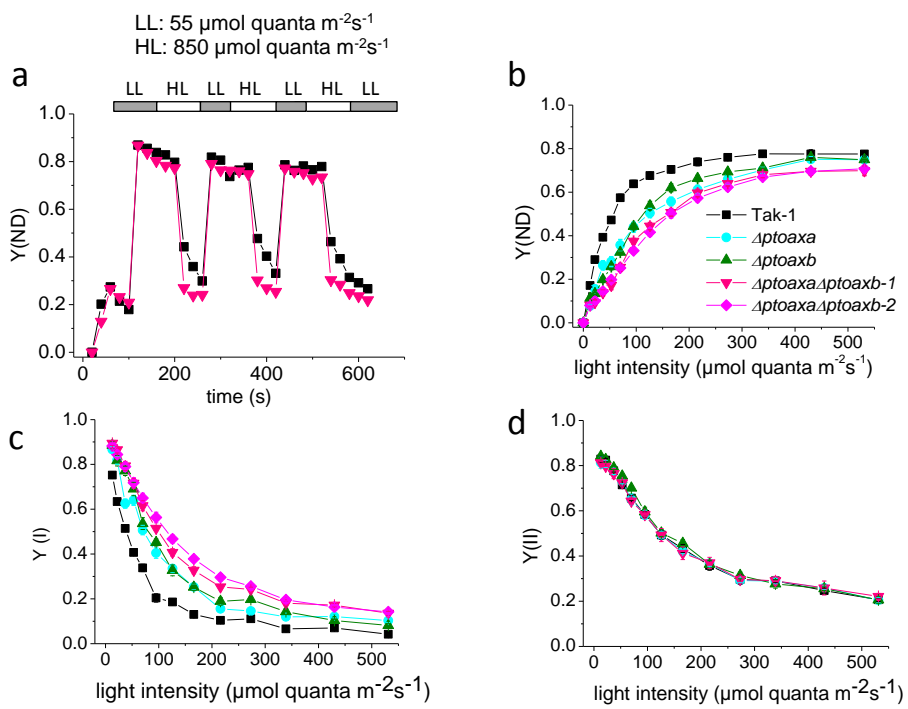 LL: 55 µmol quanta m-2s-1
HL: 850 µmol quanta m-2s-1
a
LL HL LL HL LL HL LL
Y(ND)
1.0
0.8
0.6
0.4
0.2
0.0
0 200 400 600
time (s)
b
Y(ND)
1.0
0.8
0.6
0.4
0.2
0.0
Tak-1
Δptoaxa
Δptoaxb
ΔptoaxaΔptoaxb-1
ΔptoaxaΔptoaxb-2
0 100 200 300 400 500
light intensity (µmol quanta m-2s-1)
c
Y (I)
1.0
0.8
0.6
0.4
0.2
0.0
0 100 200 300 400 500
light intensity (µmol quanta m-2s-1)
d
Y(II)
1.0
0.8
0.6
0.4
0.2
0.0
0 100 200 300 400 500
light intensity (µmol quanta m-2s-1)